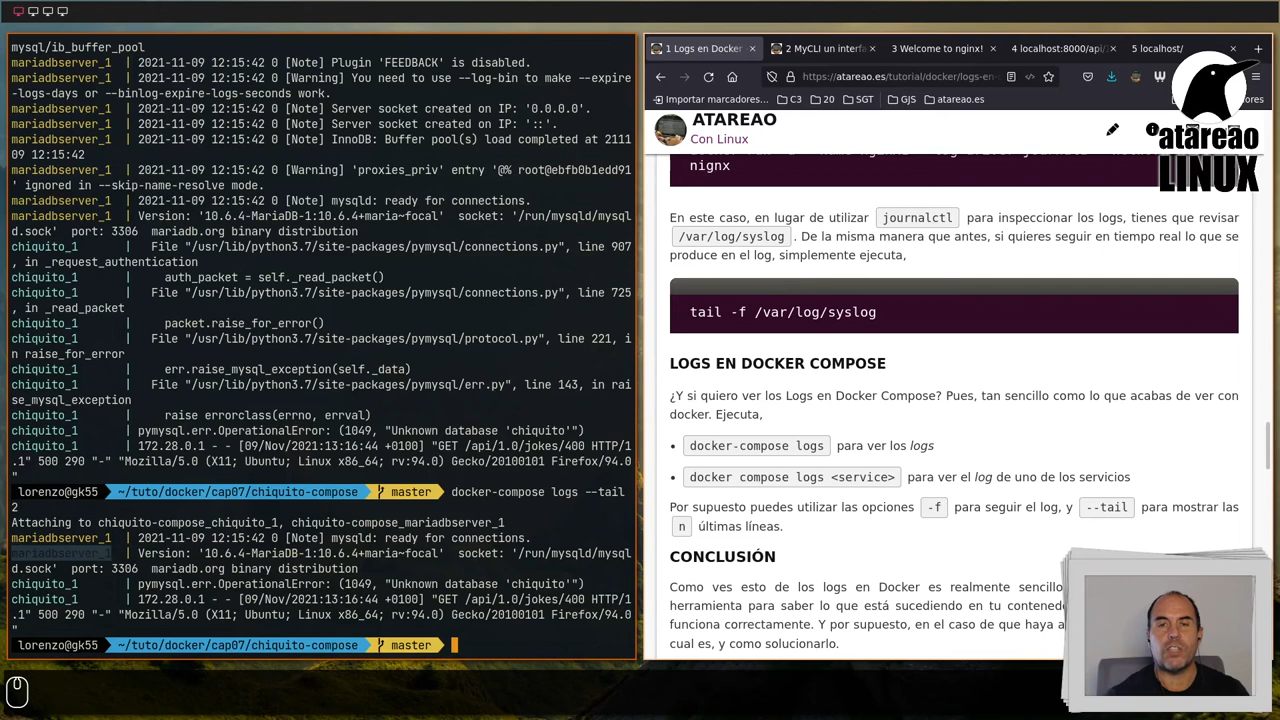 mysql/ib_buffer_pool
mariadbserver_1  | 2021-11-09 12:15:42 0 [Note] Plugin 'FEEDBACK' is disabled.
mariadbserver_1  | 2021-11-09 12:15:42 0 [Warning] You need to use --log-bin to make --expire
-logs-days or --binlog-expire-logs-seconds work.
mariadbserver_1  | 2021-11-09 12:15:42 0 [Note] Server socket created on IP: '0.0.0.0'.
mariadbserver_1  | 2021-11-09 12:15:42 0 [Note] Server socket created on IP: '::'.
mariadbserver_1  | 2021-11-09 12:15:42 0 [Note] InnoDB: Buffer pool(s) load completed at 2111
09 12:15:42
mariadbserver_1  | 2021-11-09 12:15:42 0 [Warning] 'proxies_priv' entry '@% root@ebfb0b1edd91
' ignored in --skip-name-resolve mode.
mariadbserver_1  | 2021-11-09 12:15:42 0 [Note] mysqld: ready for connections.
mariadbserver_1  | Version: '10.6.4-MariaDB-1:10.6.4+maria~focal'  socket: '/run/mysqld/mysql
d.sock'  port: 3306  mariadb.org binary distribution
chiquito_1       |   File "/usr/lib/python3.7/site-packages/pymysql/connections.py", line 907
, in _request_authentication
chiquito_1       |     auth_packet = self._read_packet()
chiquito_1       |   File "/usr/lib/python3.7/site-packages/pymysql/connections.py", line 725
, in _read_packet
chiquito_1       |     packet.raise_for_error()
chiquito_1       |   File "/usr/lib/python3.7/site-packages/pymysql/protocol.py", line 221, i
n raise_for_error
chiquito_1       |     err.raise_mysql_exception(self._data)
chiquito_1       |   File "/usr/lib/python3.7/site-packages/pymysql/err.py", line 143, in rai
se_mysql_exception
chiquito_1       |     raise errorclass(errno, errval)
chiquito_1       | pymysql.err.OperationalError: (1049, "Unknown database 'chiquito'")
chiquito_1       | 172.28.0.1 - - [09/Nov/2021:13:16:44 +0100] "GET /api/1.0/jokes/400 HTTP/1
.1" 500 290 "-" "Mozilla/5.0 (X11; Ubuntu; Linux x86_64; rv:94.0) Gecko/20100101 Firefox/94.0
"
lorenzo@gk55 ~/tuto/docker/cap07/chiquito-compose master docker-compose logs --tail
2
Attaching to chiquito-compose_chiquito_1, chiquito-compose_mariadbserver_1
mariadbserver_1  | 2021-11-09 12:15:42 0 [Note] mysqld: ready for connections.
mariadbserver_1  | Version: '10.6.4-MariaDB-1:10.6.4+maria~focal'  socket: '/run/mysqld/mysql
d.sock'  port: 3306  mariadb.org binary distribution
chiquito_1       | pymysql.err.OperationalError: (1049, "Unknown database 'chiquito'")
chiquito_1       | 172.28.0.1 - - [09/Nov/2021:13:16:44 +0100] "GET /api/1.0/jokes/400 HTTP/1
.1" 500 290 "-" "Mozilla/5.0 (X11; Ubuntu; Linux x86_64; rv:94.0) Gecko/20100101 Firefox/94.0
"
lorenzo@gk55 ~/tuto/docker/cap07/chiquito-compose master
1 Logs en Docker 2 MyCLI un interfa 3 Welcome to nginx! 4 localhost:8000/api/ 5 localhost/
https://atareao.es/tutorial/docker/logs-en-
Importar marcadores... C3 20 SGT GJS atareao.es
ATAREAO
Con Linux
atareao
LINUX
nignx
En este caso, en lugar de utilizar journalctl para inspeccionar los logs, tienes que revisar
/var/log/syslog . De la misma manera que antes, si quieres seguir en tiempo real lo que se
produce en el log, simplemente ejecuta,
tail -f /var/log/syslog
LOGS EN DOCKER COMPOSE
¿Y si quiero ver los Logs en Docker Compose? Pues, tan sencillo como lo que acabas de ver con
docker. Ejecuta,
• docker-compose logs para ver los logs
• docker compose logs <service> para ver el log de uno de los servicios
Por supuesto puedes utilizar las opciones -f para seguir el log, y --tail para mostrar las
n últimas líneas.
CONCLUSIÓN
Como ves esto de los logs en Docker es realmente sencillo
herramienta para saber lo que está sucediendo en tu
funciona correctamente. Y por supuesto, en el caso de que haya
cual es, y como solucionarlo.